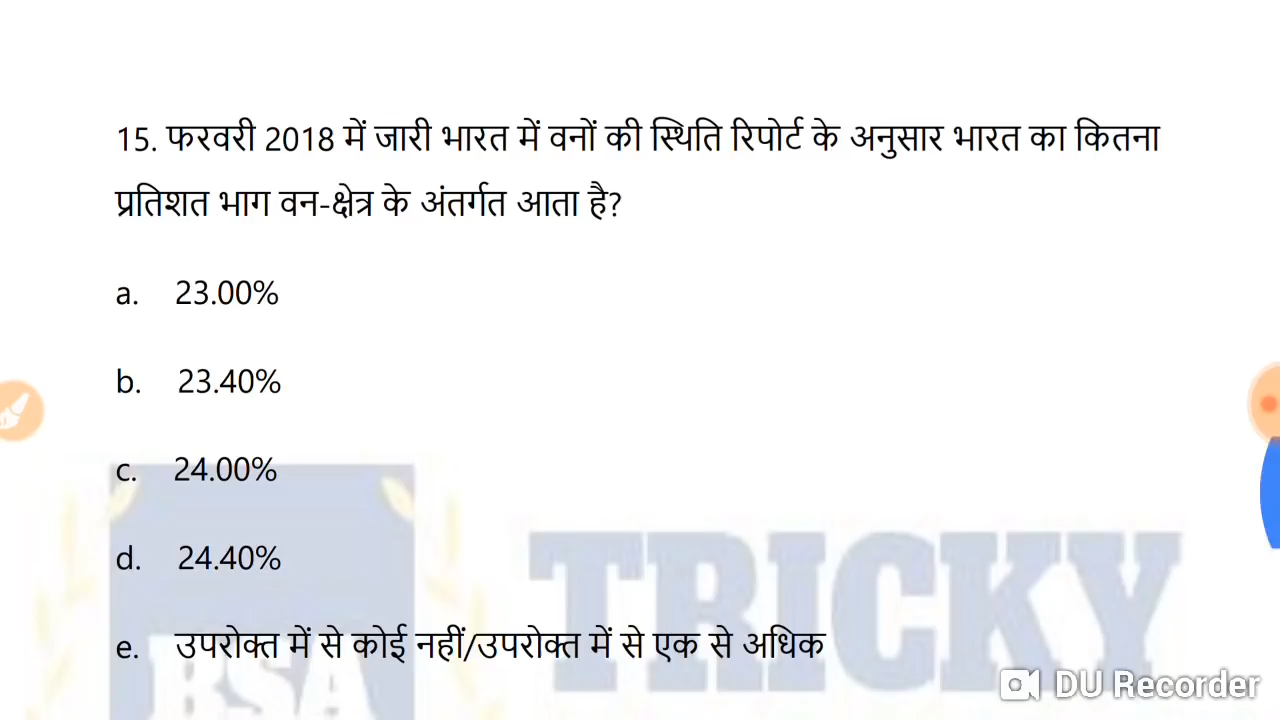 15. फरवरी 2018 में जारी भारत में वनों की स्थिति रिपोर्ट के अनुसार भारत का कितना
प्रतिशत भाग वन-क्षेत्र के अंतर्गत आता है?
a. 23.00%
b. 23.40%
c. 24.00%
d. 24.40%
e. उपरोक्त में से कोई नहीं/उपरोक्त में से एक से अधिक
TRICKY
DU Recorder